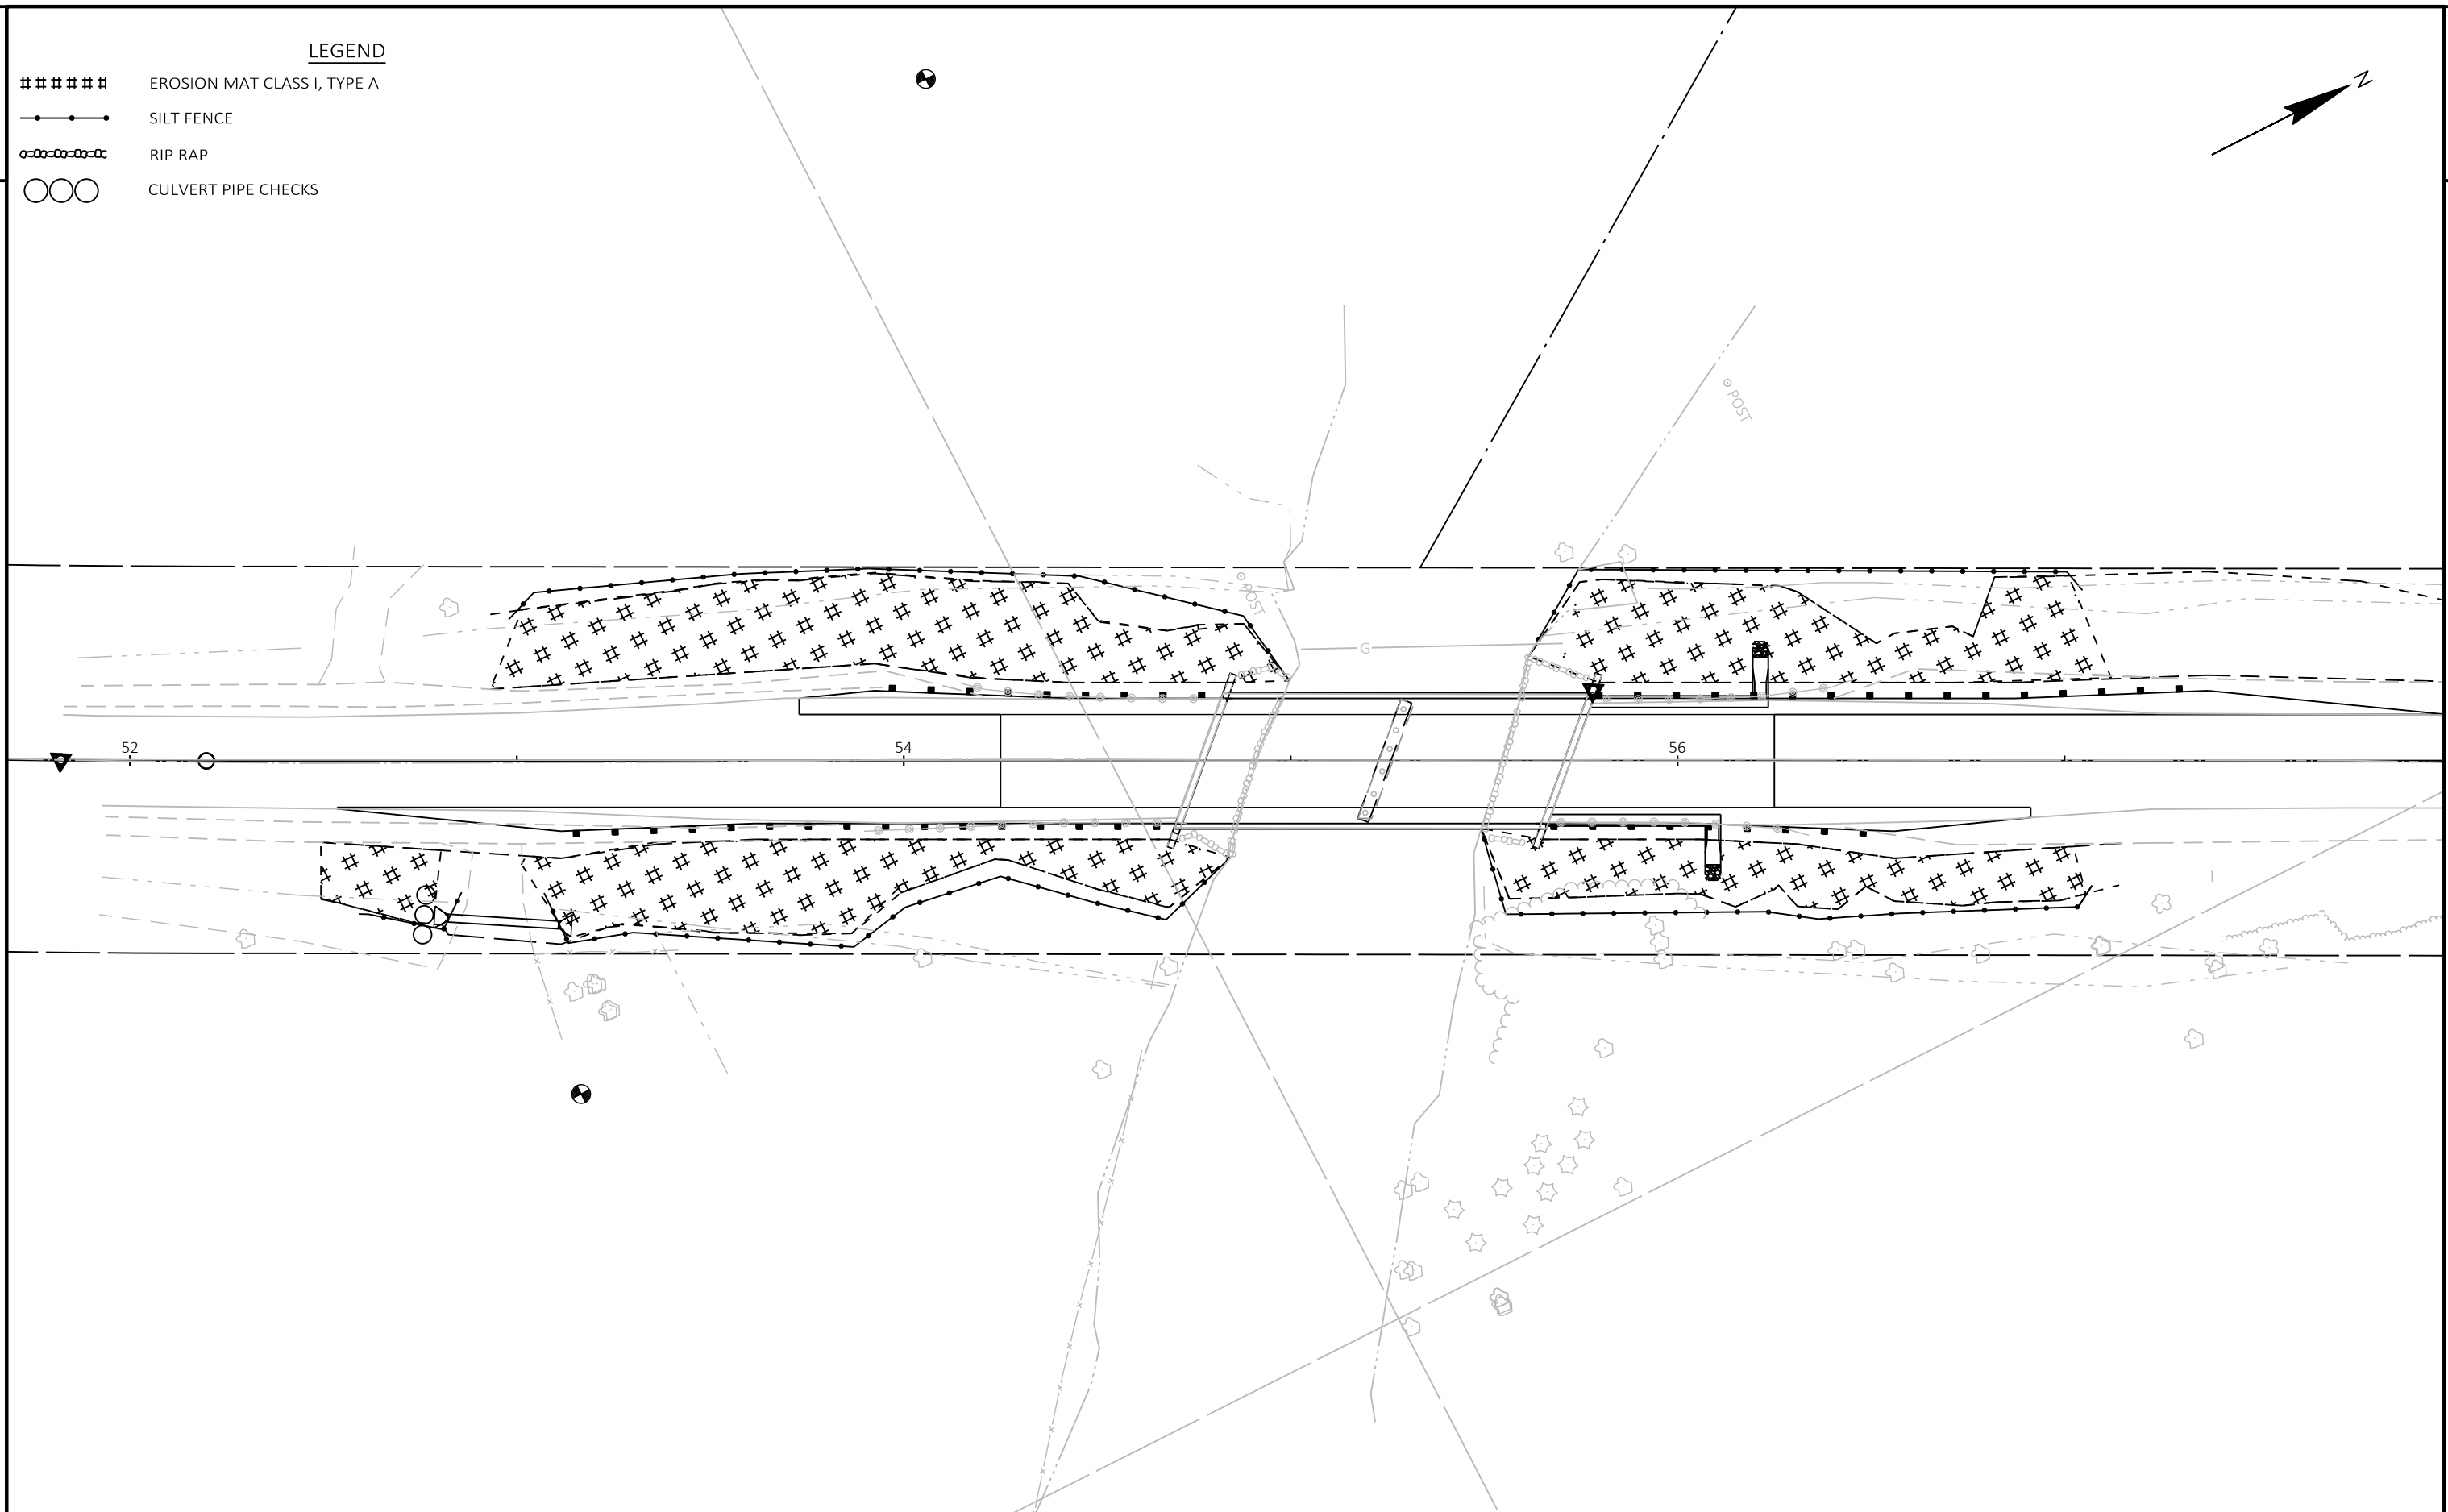 LEGEND
EROSION MAT CLASS I, TYPE A
SILT FENCE
RIP RAP
CULVERT PIPE CHECKS
N
POST
POST
G
52
54
56